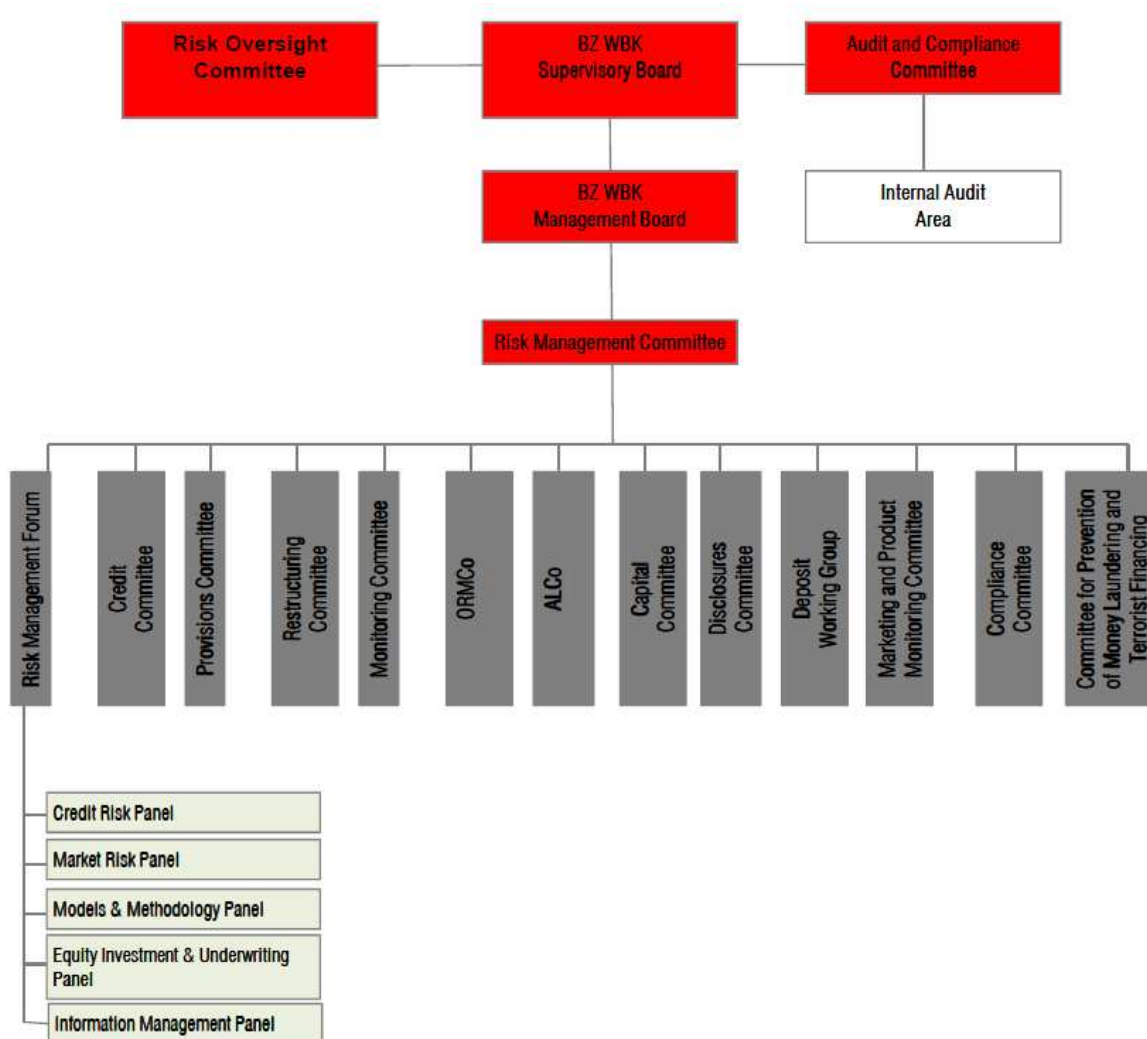 Risk Oversight
Committee
BZ WBK
Supervisory Board
Audit and Compliance
Committee
BZ WBK
Management Board
Internal Audit
Area
Risk Management Committee
Risk Management Forum
Credit
Committee
Provisions Committee
Restructuring
Committee
Monitoring Committee
ORMCo
ALCo
Capital
Committee
Disclosures
Committee
Deposit
Working Group
Marketing and Product
Monitoring Committee
Compliance
Committee
Committee for Prevention
of Money Laundering and
Terrorist Financing
Credit Risk Panel
Market Risk Panel
Models & Methodology Panel
Equity Investment & Underwriting
Panel
Information Management Panel